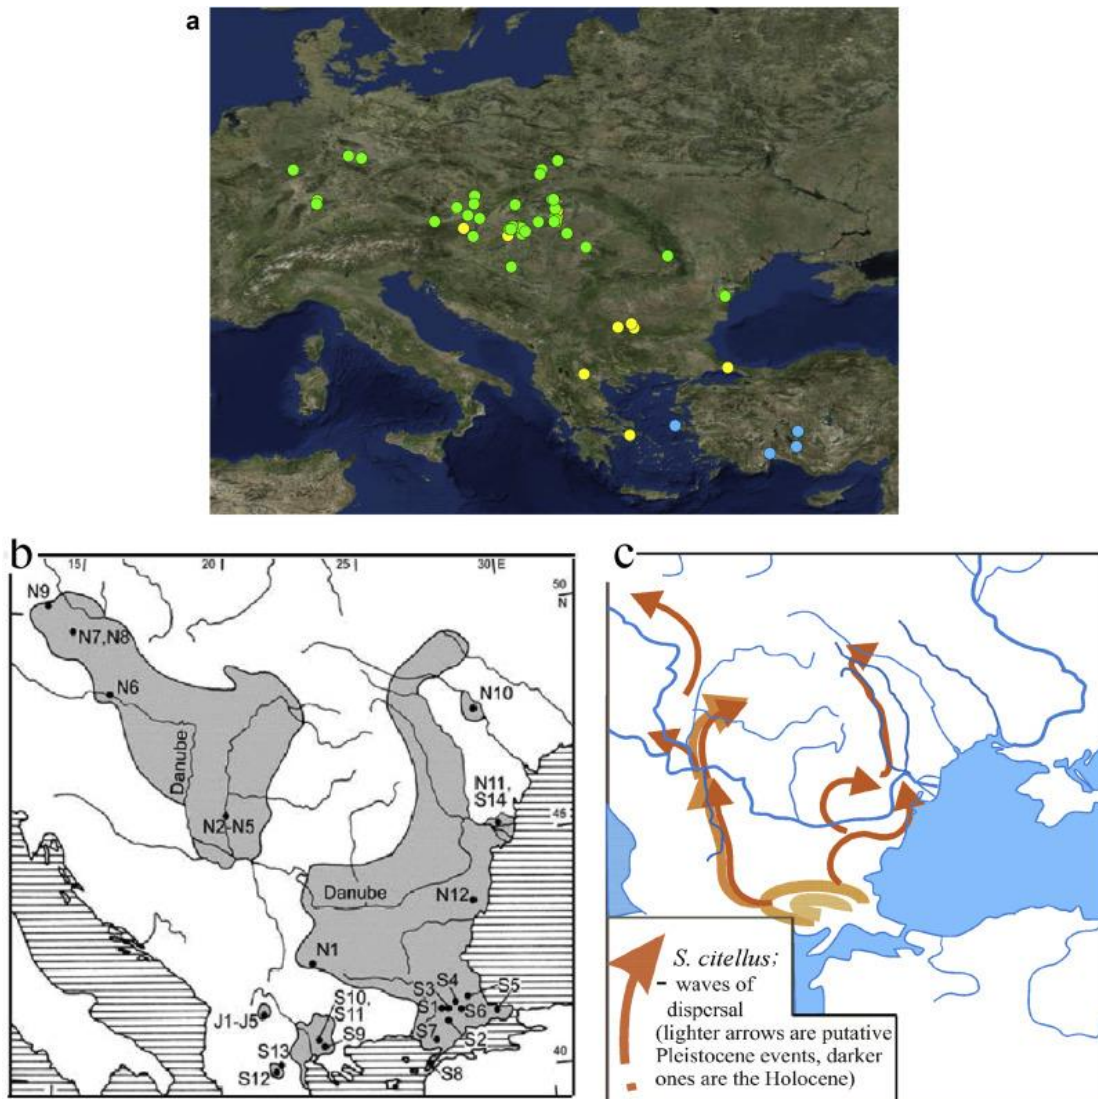 a
b
15
20
25
30 E
50
N
N9
N7,N8
N6
N10
Danube
N11,
S14
45
N2-N5
Danube
N12
N1
S4
S5
S3
S10,
S11
S1
S6
J1-J5
S9
S7
S2
S13
S12
S8
40
c
S. citellus;
- waves of
dispersal
(lighter arrows are putative
Pleistocene events, darker
ones are the Holocene)